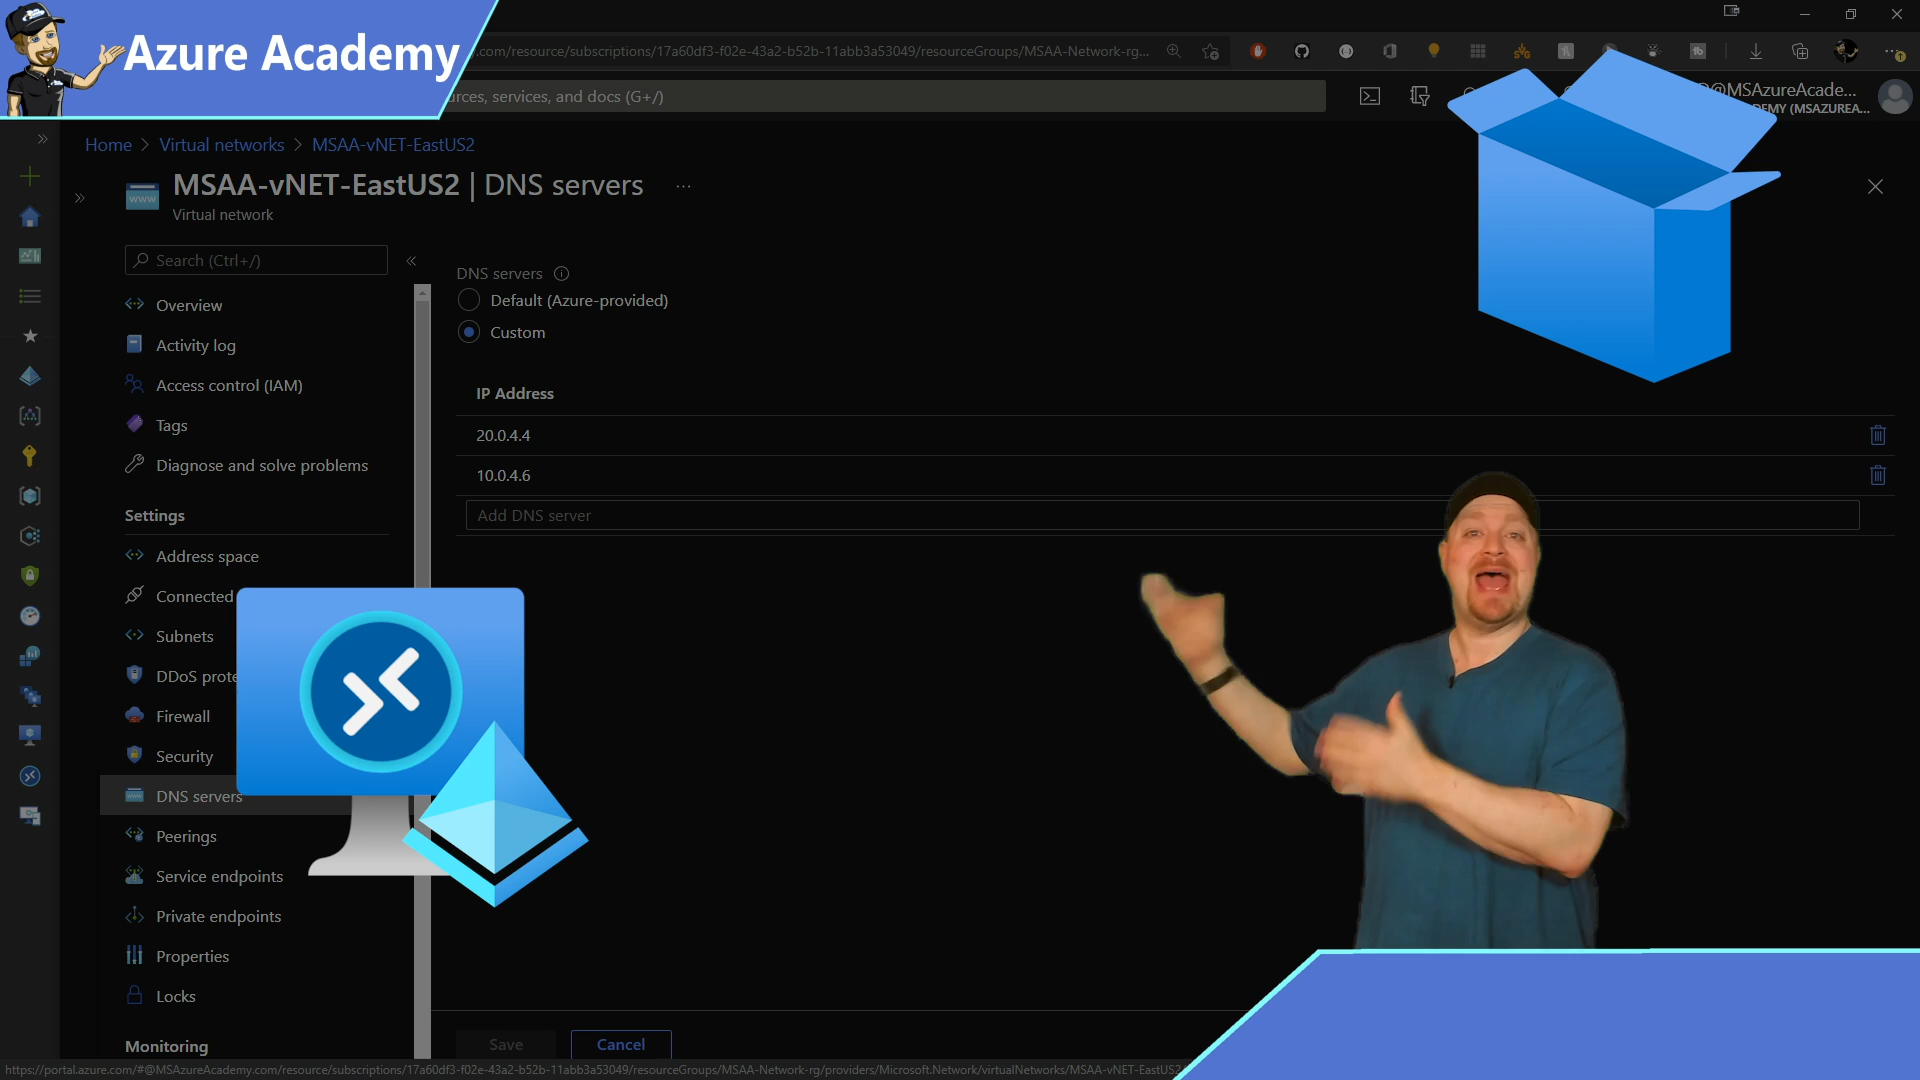 Azure Academy
.com/resource/subscriptions/17a60df3-f02e-43a2-b52b-11abb3a53049/resourceGroups/MSAA-Network-rg...
urces, services, and docs (G+/)
@MSAzureAcade...
DEMY (MSAZUREA...
Home > Virtual networks > MSAA-vNET-EastUS2
MSAA-vNET-EastUS2 | DNS servers ...
www
Virtual network
Search (Ctrl+/)
Overview
Activity log
Access control (IAM)
Tags
Diagnose and solve problems
Settings
Address space
Connected
Subnets
DDoS prote
Firewall
Security
DNS servers
Peerings
Service endpoints
Private endpoints
Properties
Locks
Monitoring
DNS servers
Default (Azure-provided)
Custom
IP Address
20.0.4.4
10.0.4.6
Add DNS server
Save
Cancel
https://portal.azure.com/#@MSAzureAcademy.com/resource/subscriptions/17a60df3-f02e-43a2-b52b-11abb3a53049/resourceGroups/MSAA-Network-rg/providers/Microsoft.Network/virtualNetworks/MSAA-vNET-EastUS2